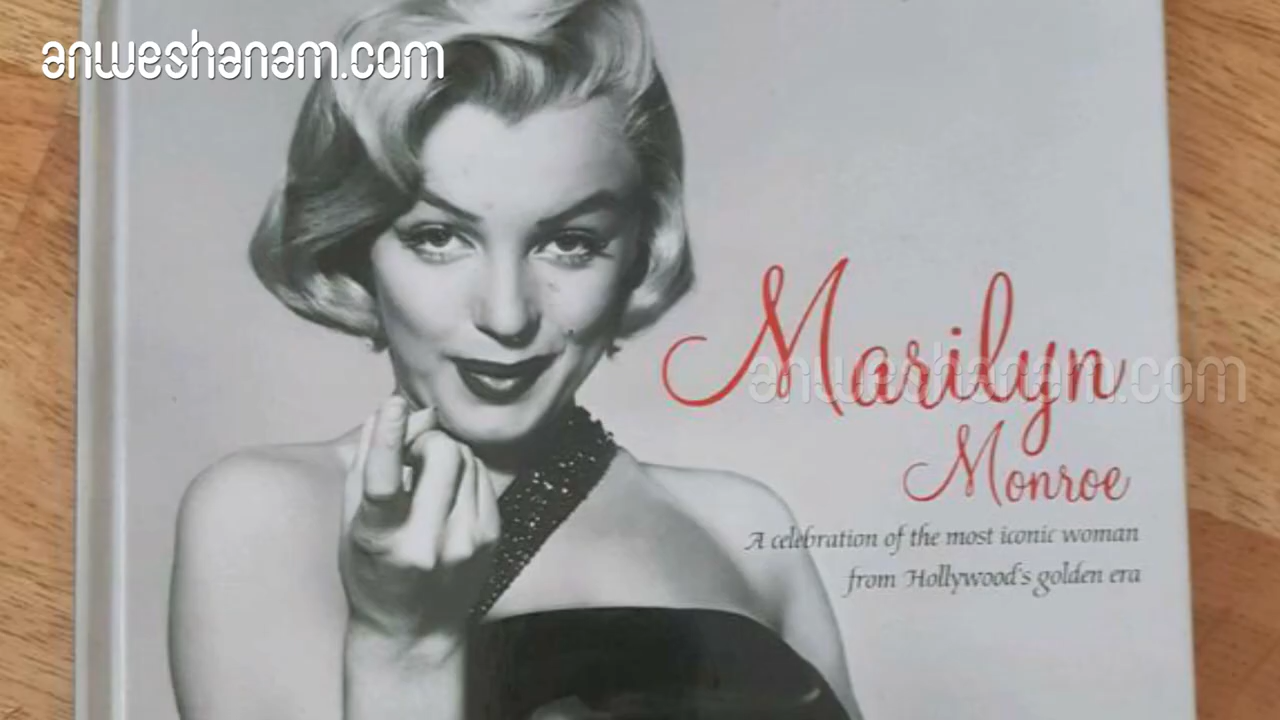 anweshanam.com
Marilyn
anweshanam.com
Monroe
A celebration of the most iconic woman
from Hollywood's golden era